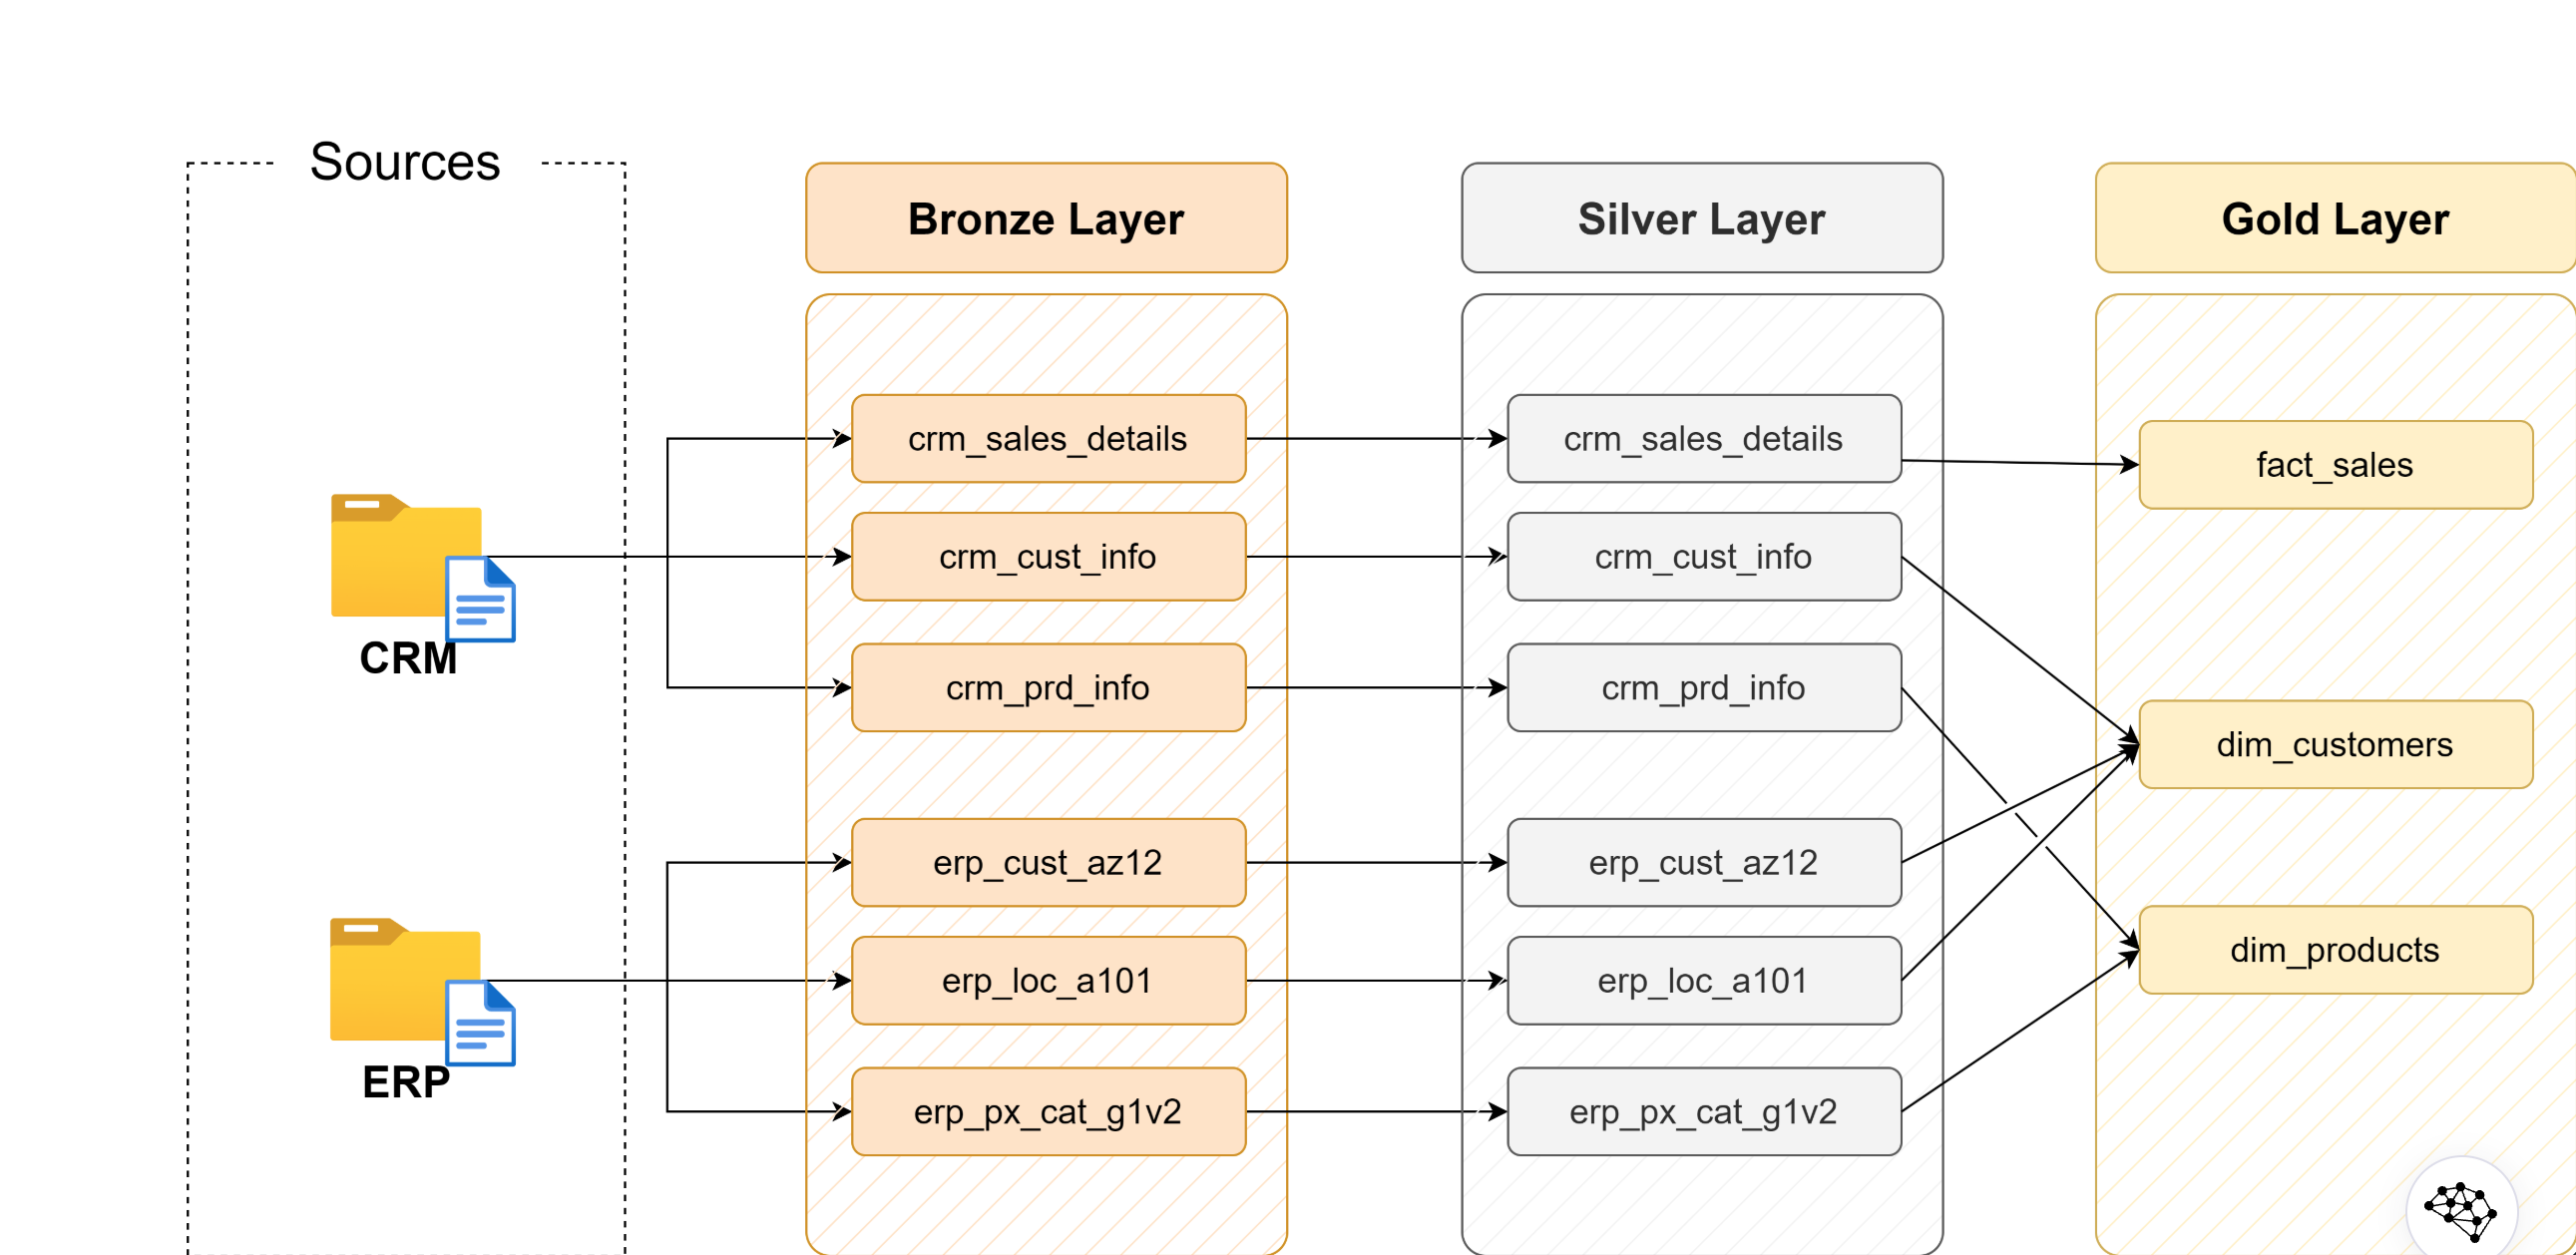 Sources
Bronze Layer
Silver Layer
Gold Layer
crm_sales_details
crm_sales_details
fact_sales
crm_cust_info
crm_cust_info
CRM
crm_prd_info
crm_prd_info
dim_customers
erp_cust_az12
erp_cust_az12
dim_products
erp_loc_a101
erp_loc_a101
ERP
erp_px_cat_g1v2
erp_px_cat_g1v2